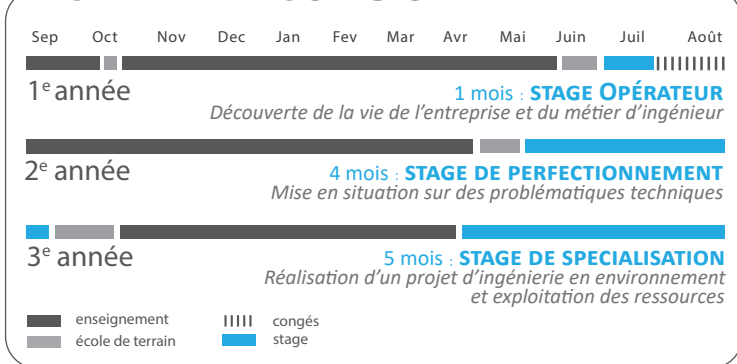 Sep Oct Nov Dec Jan Fev Mar Avr Mai Juin Juil Août
1e année
1 mois : STAGE OPÉRATEUR
Découverte de la vie de l'entreprise et du métier d'ingénieur
2e année
4 mois : STAGE DE PERFECTIONNEMENT
Mise en situation sur des problématiques techniques
3e année
5 mois : STAGE DE SPECIALISATION
Réalisation d'un projet d'ingénierie en environnement
et exploitation des ressources
enseignement congés
école de terrain stage